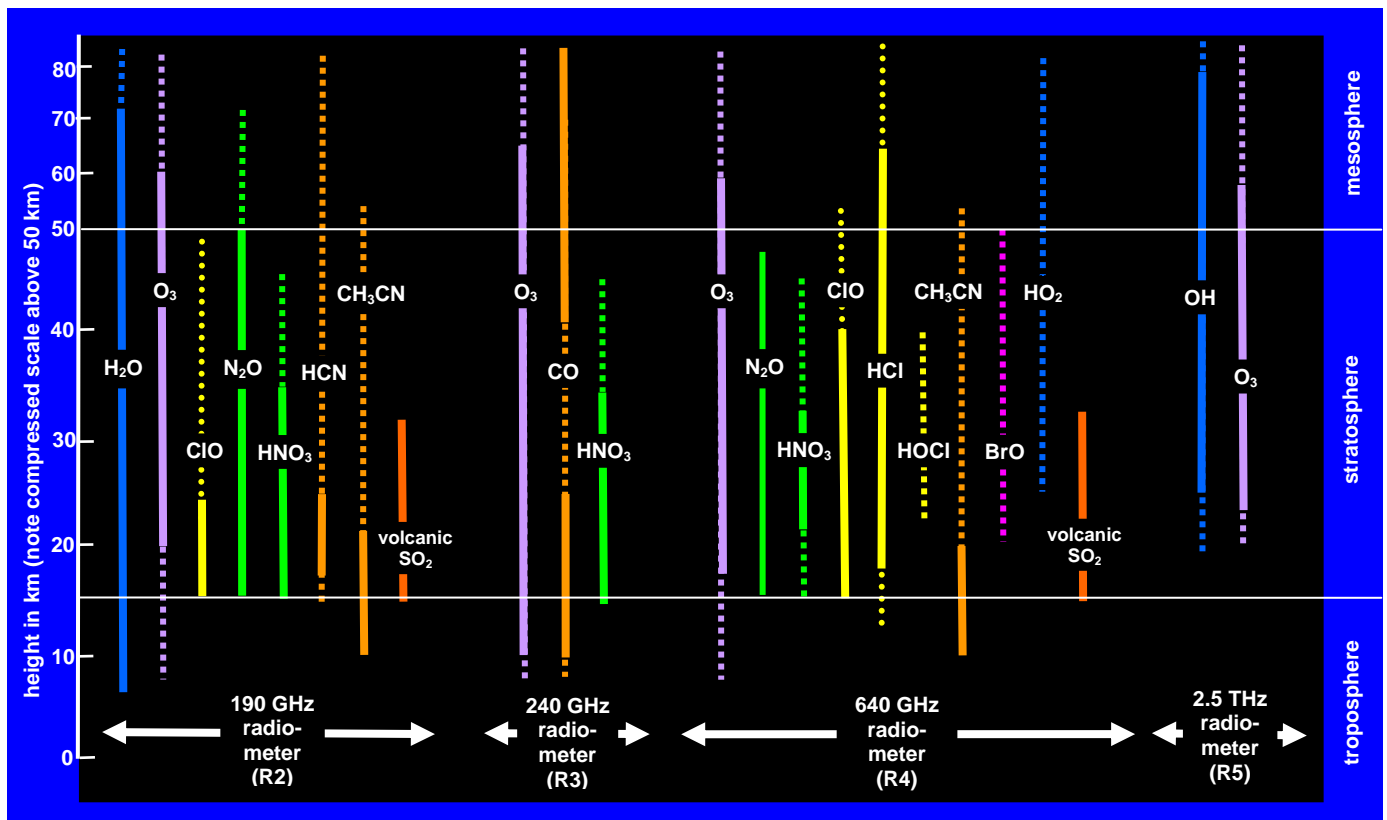 height in km (note compressed scale above 50 km)
80
70
60
50
40
30
20
10
0
H₂O
O₃
ClO
N₂O
HNO₃
HCN
CH₃CN
volcanic
SO₂
O₃
CO
HNO₃
O₃
N₂O
HNO₃
ClO
HCl
HOCl
CH₃CN
BrO
HO₂
volcanic
SO₂
OH
O₃
190 GHz
radio-
meter
(R2)
240 GHz
radio-
meter
(R3)
640 GHz
radio-
meter
(R4)
2.5 THz
radio-
meter
(R5)
mesosphere
stratosphere
troposphere